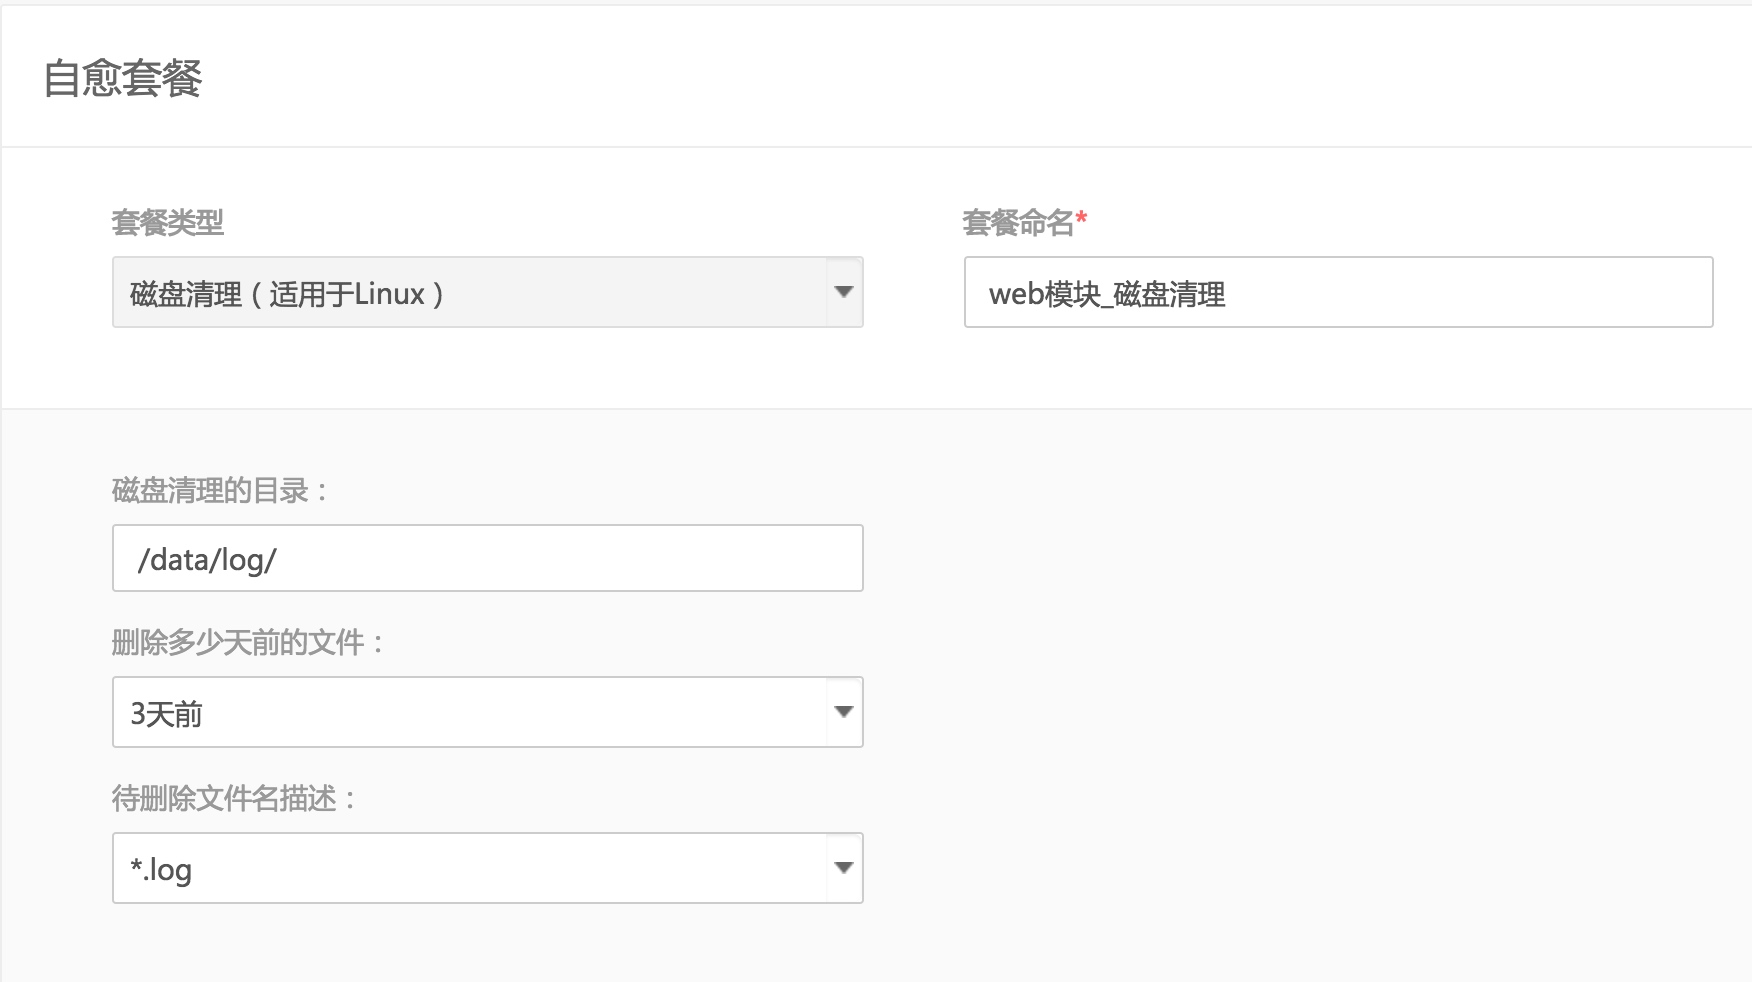 自愈套餐
套餐类型
套餐命名*
磁盘清理（适用于Linux）
web模块_磁盘清理
磁盘清理的目录：
/data/log/
删除多少天前的文件：
3天前
待删除文件名描述：
*.log